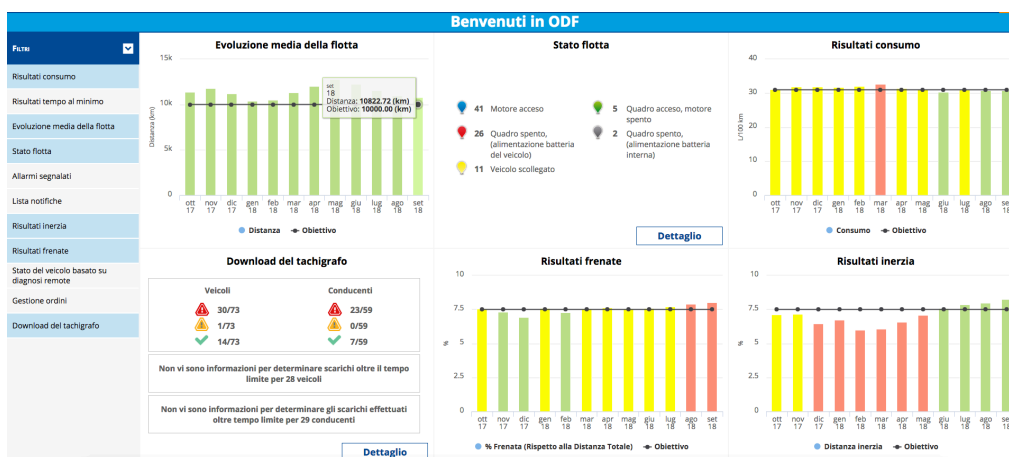 Benvenuti in ODF
FILTRI
Risultati consumo
Risultati tempo al minimo
Evoluzione media della flotta
Stato flotta
Allarmi segnalati
Lista notifiche
Risultati inerzia
Risultati frenate
Stato del veicolo basato su
diagnosi remote
Gestione ordini
Download del tachigrafo
Evoluzione media della flotta
15k
10k
5k
0
Distanza (km)
set
18
Distanza: 10822.72 (km)
Obiettivo: 10000.00 (km)
ott nov dic gen feb mar apr mag giu lug ago set
17 17 17 18 18 18 18 18 18 18 18 18
Distanza Obiettivo
Stato flotta
41 Motore acceso
26 Quadro spento,
(alimentazione batteria
del veicolo)
11 Veicolo scollegato
5 Quadro acceso, motore
spento
2 Quadro spento,
(alimentazione batteria
interna)
Dettaglio
Risultati consumo
40
30
20
10
0
L/100 km
ott nov dic gen feb mar apr mag giu lug ago se
17 17 17 18 18 18 18 18 18 18 18 18
Consumo Obiettivo
Download del tachigrafo
Veicoli Conducenti
30/73 23/59
1/73 0/59
14/73 7/59
Non vi sono informazioni per determinare scarichi oltre il tempo
limite per 28 veicoli
Non vi sono informazioni per determinare gli scarichi effettuati
oltre tempo limite per 29 conducenti
Dettaglio
Risultati frenate
10
7.5
5
2.5
0
%
ott nov dic gen feb mar apr mag giu lug ago set
17 17 17 18 18 18 18 18 18 18 18 18
% Frenata (Rispetto alla Distanza Totale) Obiettivo
Risultati inerzia
10
7.5
5
2.5
0
%
ott nov dic gen feb mar apr mag giu lug ago set
17 17 17 18 18 18 18 18 18 18 18 18
Distanza inerzia Obiettivo